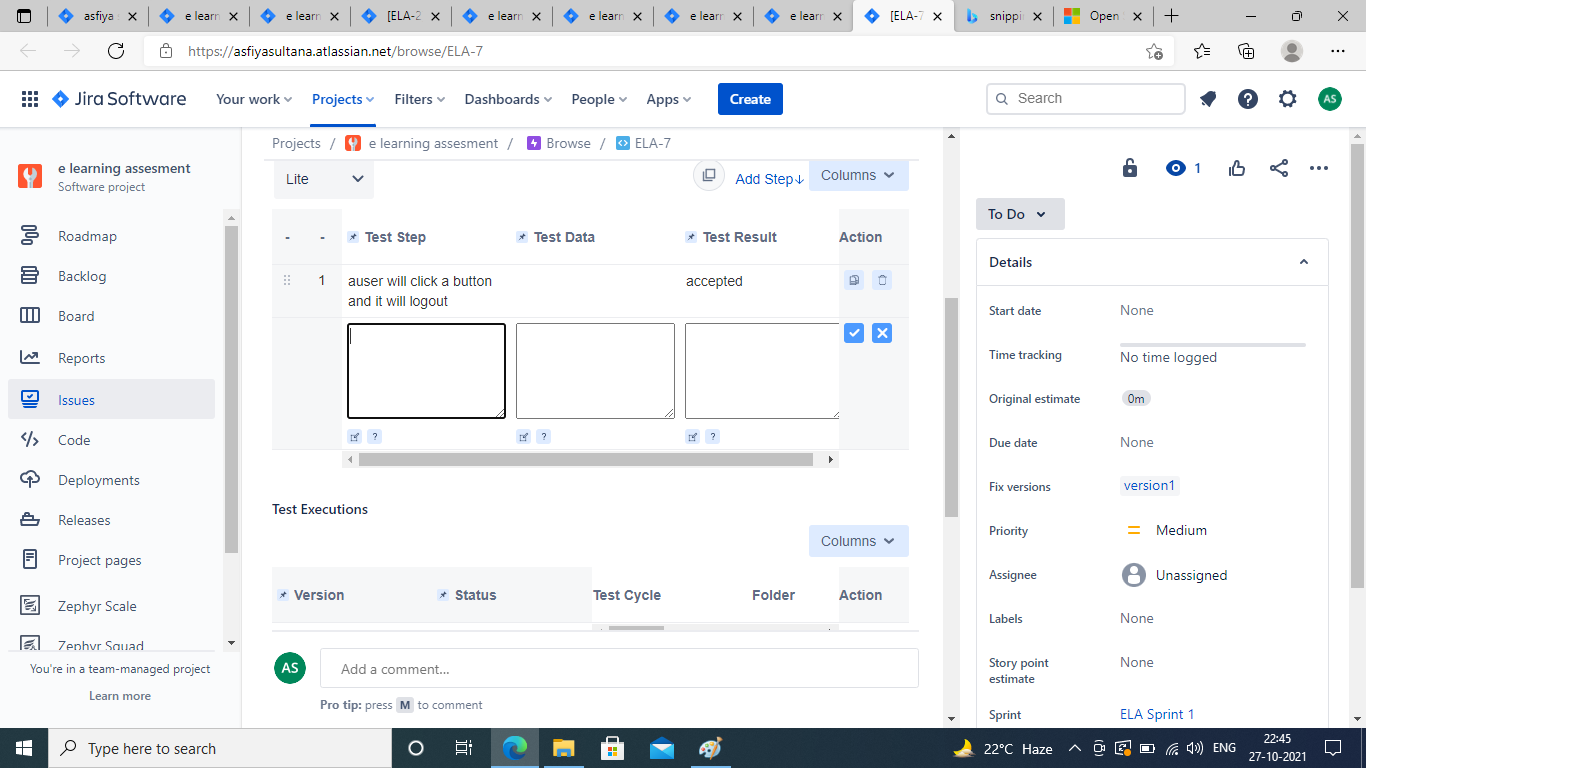 asfiya
e learn
e learn
[ELA-2
e learn
e learn
e learn
e learn
[ELA-7
snippi
Open
https://asfiyasultana.atlassian.net/browse/ELA-7
Jira Software
Your work
Projects
Filters
Dashboards
People
Apps
Create
Search
AS
Projects / e learning assesment / Browse / ELA-7
e learning assesment
Software project
Roadmap
Backlog
Board
Reports
Issues
Code
Deployments
Releases
Project pages
Zephyr Scale
Zephyr Squad
You're in a team-managed project
Learn more
Lite
Add Step↓
Columns
- - Test Step Test Data Test Result Action
1 auser will click a button accepted
and it will logout
? ? ?
Test Executions
Columns
Version Status Test Cycle Folder Action
AS
Add a comment...
Pro tip: press M to comment
1
To Do
Details
Start date None
Time tracking No time logged
Original estimate 0m
Due date None
Fix versions version1
Priority Medium
Assignee Unassigned
Labels None
Story point None
estimate
Sprint ELA Sprint 1
Type here to search
22°C Haze
ENG
22:45
27-10-2021